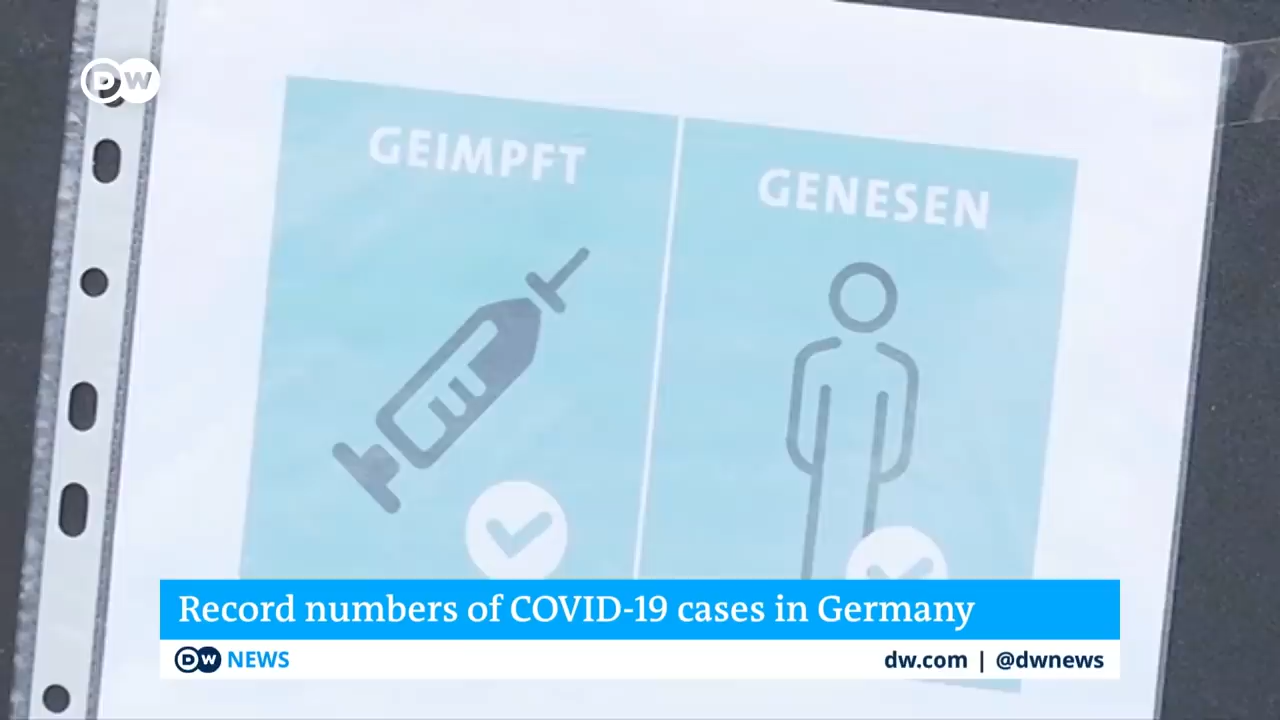 DW
GEIMPFT
GENESEN
Record numbers of COVID-19 cases in Germany
DW NEWS
dw.com | @dwnews